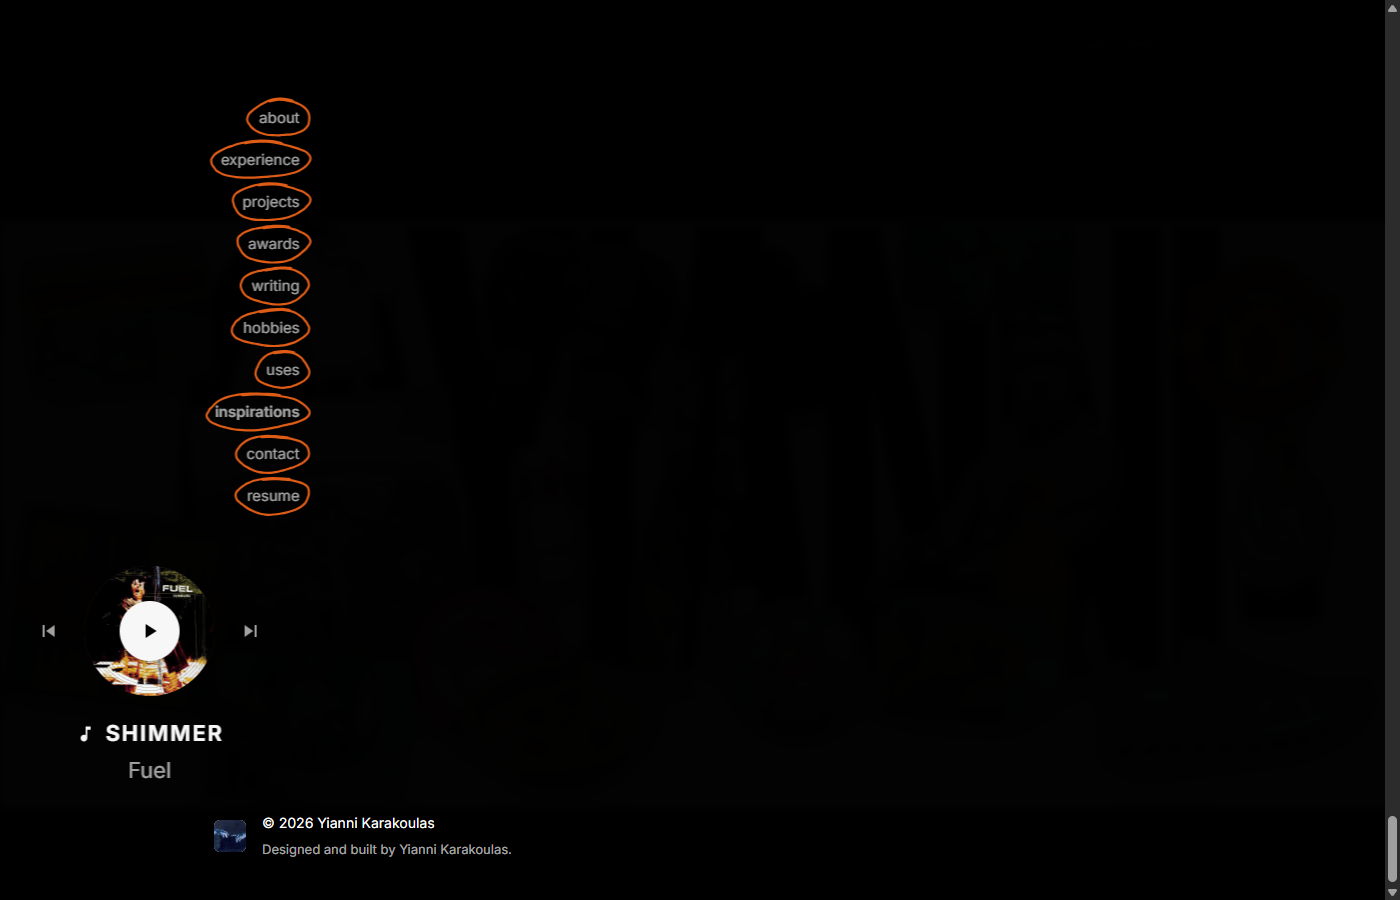 about
experience
projects
awards
writing
hobbies
uses
inspirations
contact
resume
FUEL
SHIMMER
Fuel
© 2026 Yianni Karakoulas
Designed and built by Yianni Karakoulas.